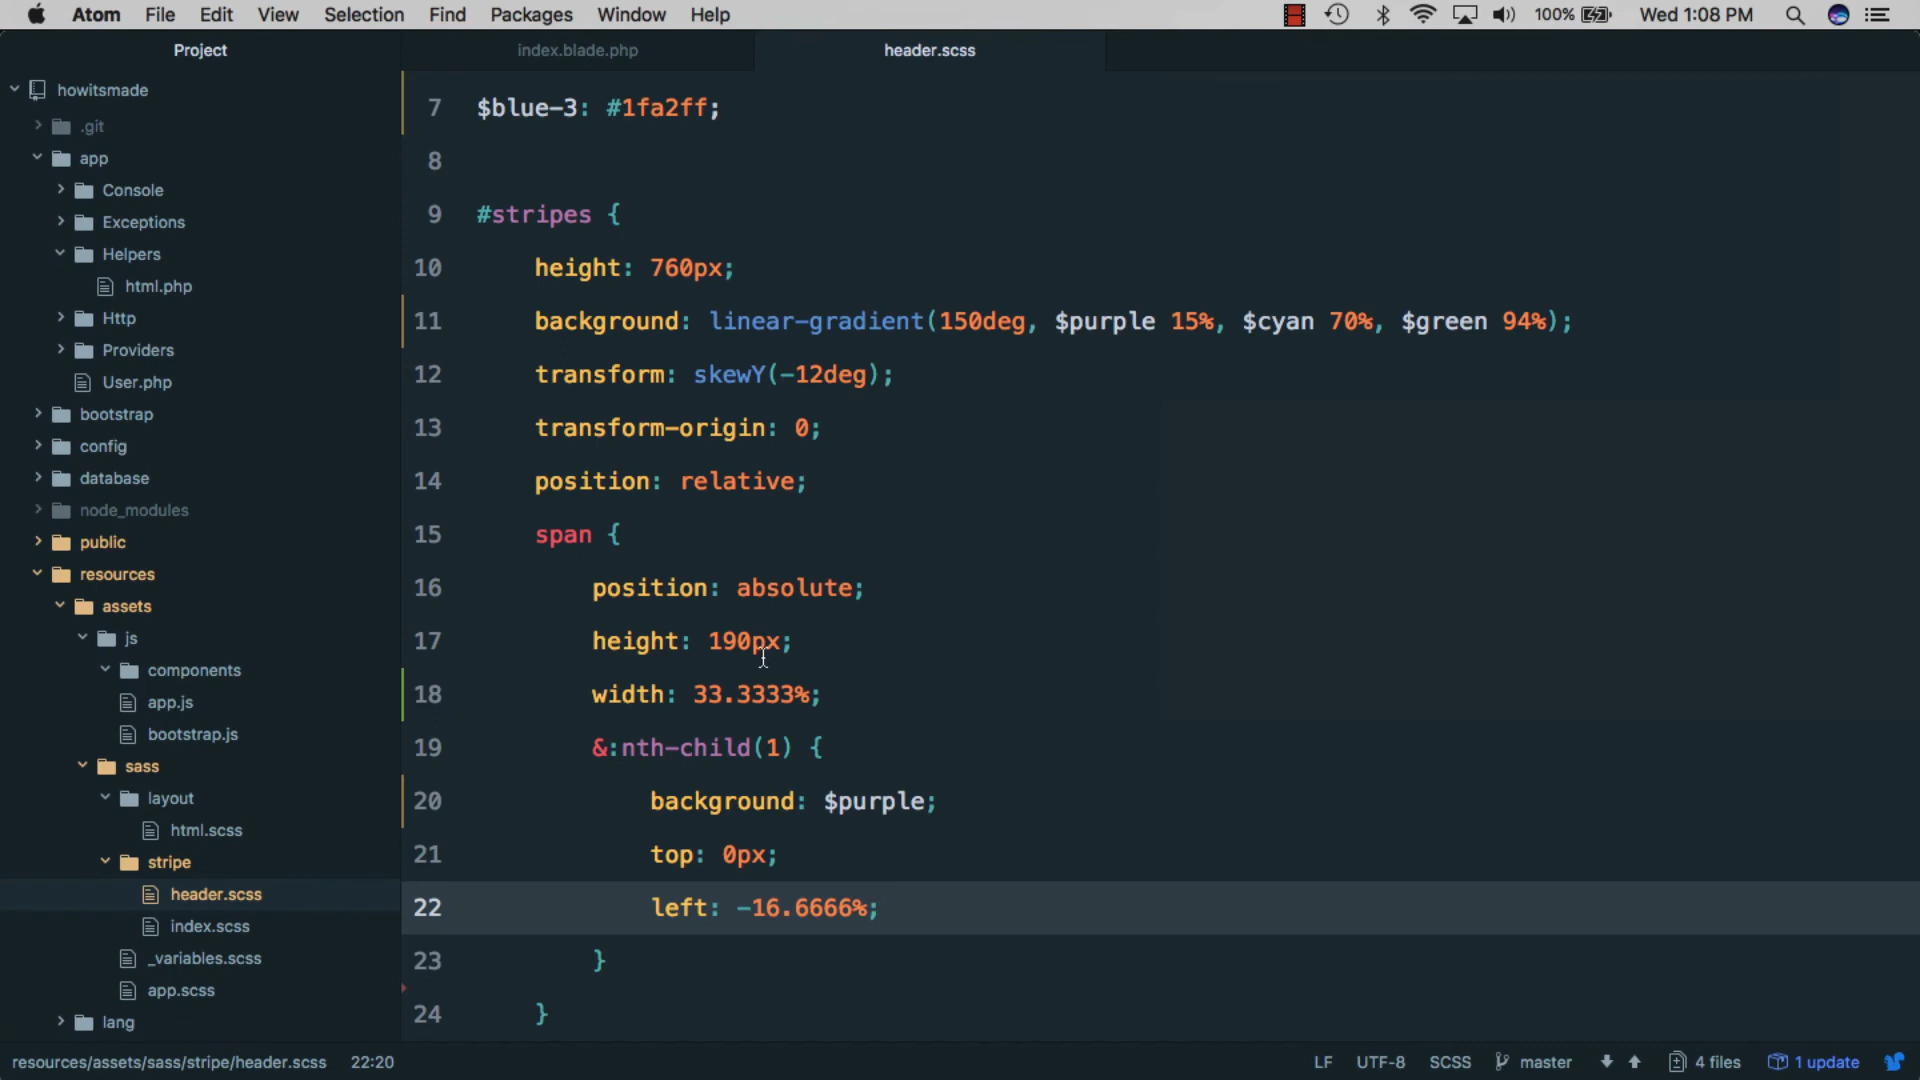 Atom File Edit View Selection Find Packages Window Help 100% Wed 1:08 PM
Project index.blade.php header.scss
howitsmade
.git
app
Console
Exceptions
Helpers
html.php
Http
Providers
User.php
bootstrap
config
database
node_modules
public
resources
assets
js
components
app.js
bootstrap.js
sass
layout
html.scss
stripe
header.scss
index.scss
_variables.scss
app.scss
lang
7 $blue-3: #1fa2ff;
8
9 #stripes {
10 height: 760px;
11 background: linear-gradient(150deg, $purple 15%, $cyan 70%, $green 94%);
12 transform: skewY(-12deg);
13 transform-origin: 0;
14 position: relative;
15 span {
16 position: absolute;
17 height: 190px;
18 width: 33.3333%;
19 &:nth-child(1) {
20 background: $purple;
21 top: 0px;
22 left: -16.6666%;
23 }
24 }
resources/assets/sass/stripe/header.scss 22:20 LF UTF-8 SCSS master 4 files 1 update